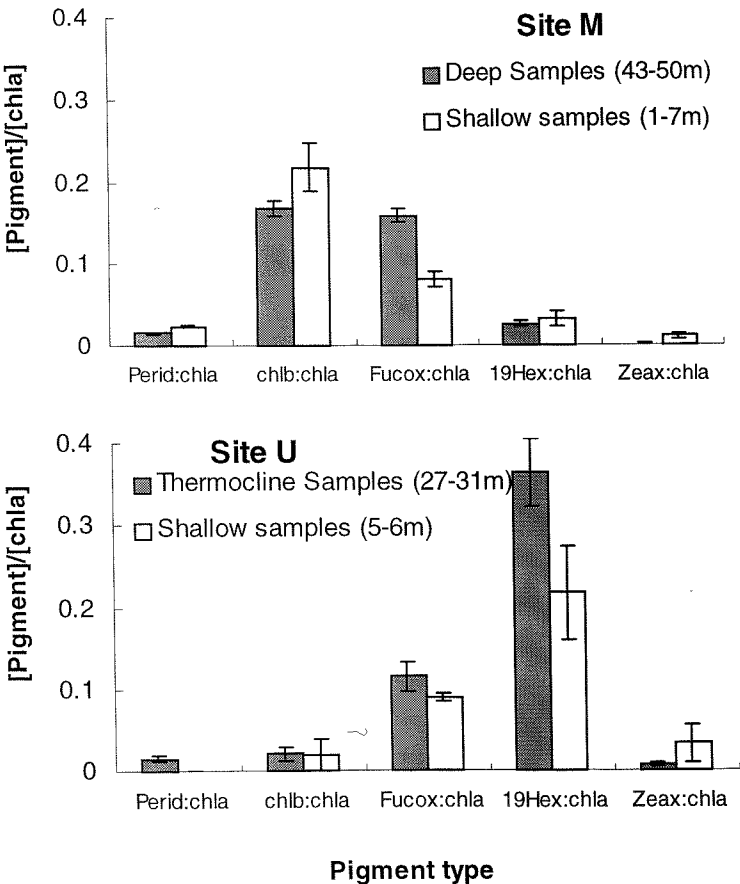 Site M
Deep Samples (43-50m)
Shallow samples (1-7m)
[Pigment]/[chla]
0.4
0.3
0.2
0.1
0
Perid:chla chlb:chla Fucox:chla 19Hex:chla Zeax:chla
Site U
Thermocline Samples (27-31m)
Shallow samples (5-6m)
[Pigment]/[chla]
0.4
0.3
0.2
0.1
0
Perid:chla chlb:chla Fucox:chla 19Hex:chla Zeax:chla
Pigment type